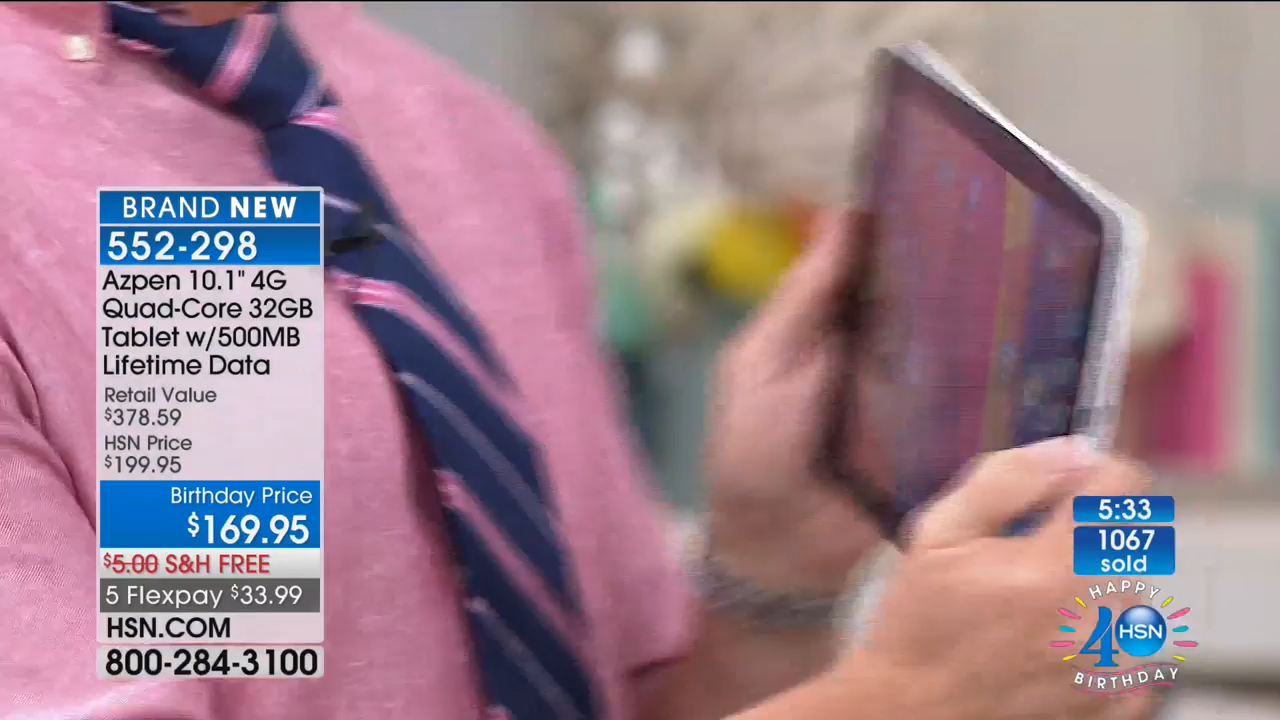 BRAND NEW
552-298
Azpen 10.1" 4G
Quad-Core 32GB
Tablet w/500MB
Lifetime Data
Retail Value
$378.59
HSN Price
$199.95
Birthday Price
$169.95
$5.00 S&H FREE
5 Flexpay $33.99
HSN.COM
800-284-3100
5:33
1067
sold
HAPPY
40 HSN
BIRTHDAY